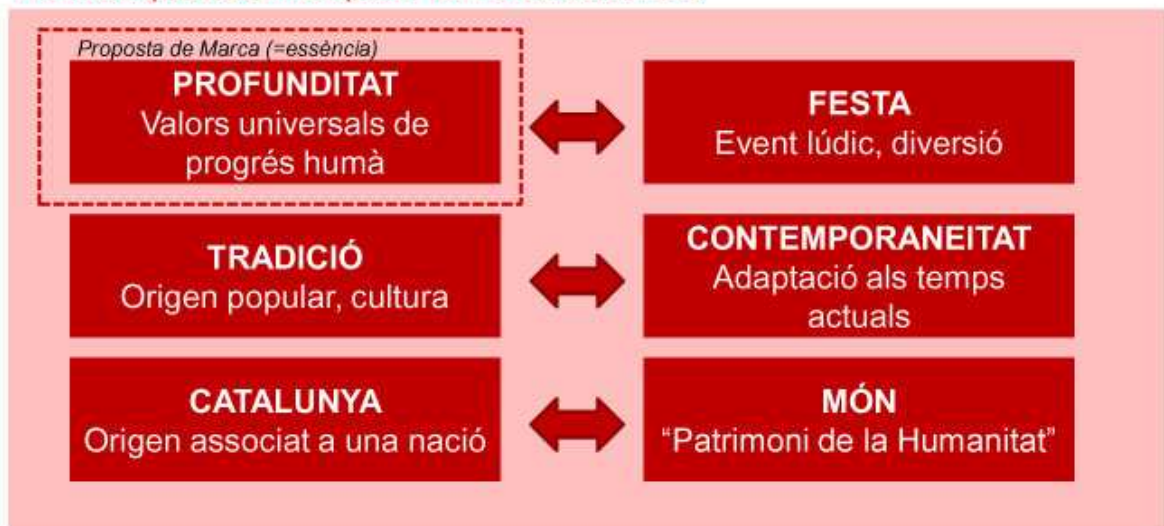 Proposta de Marca (=essència)
PROFUNDITAT
Valors universals de
progrés humà
FESTA
Event lúdic, diversió
TRADICIÓ
Origen popular, cultura
CONTEMPORANEITAT
Adaptació als temps
actuals
CATALUNYA
Origen associat a una nació
MÓN
“Patrimoni de la Humanitat”